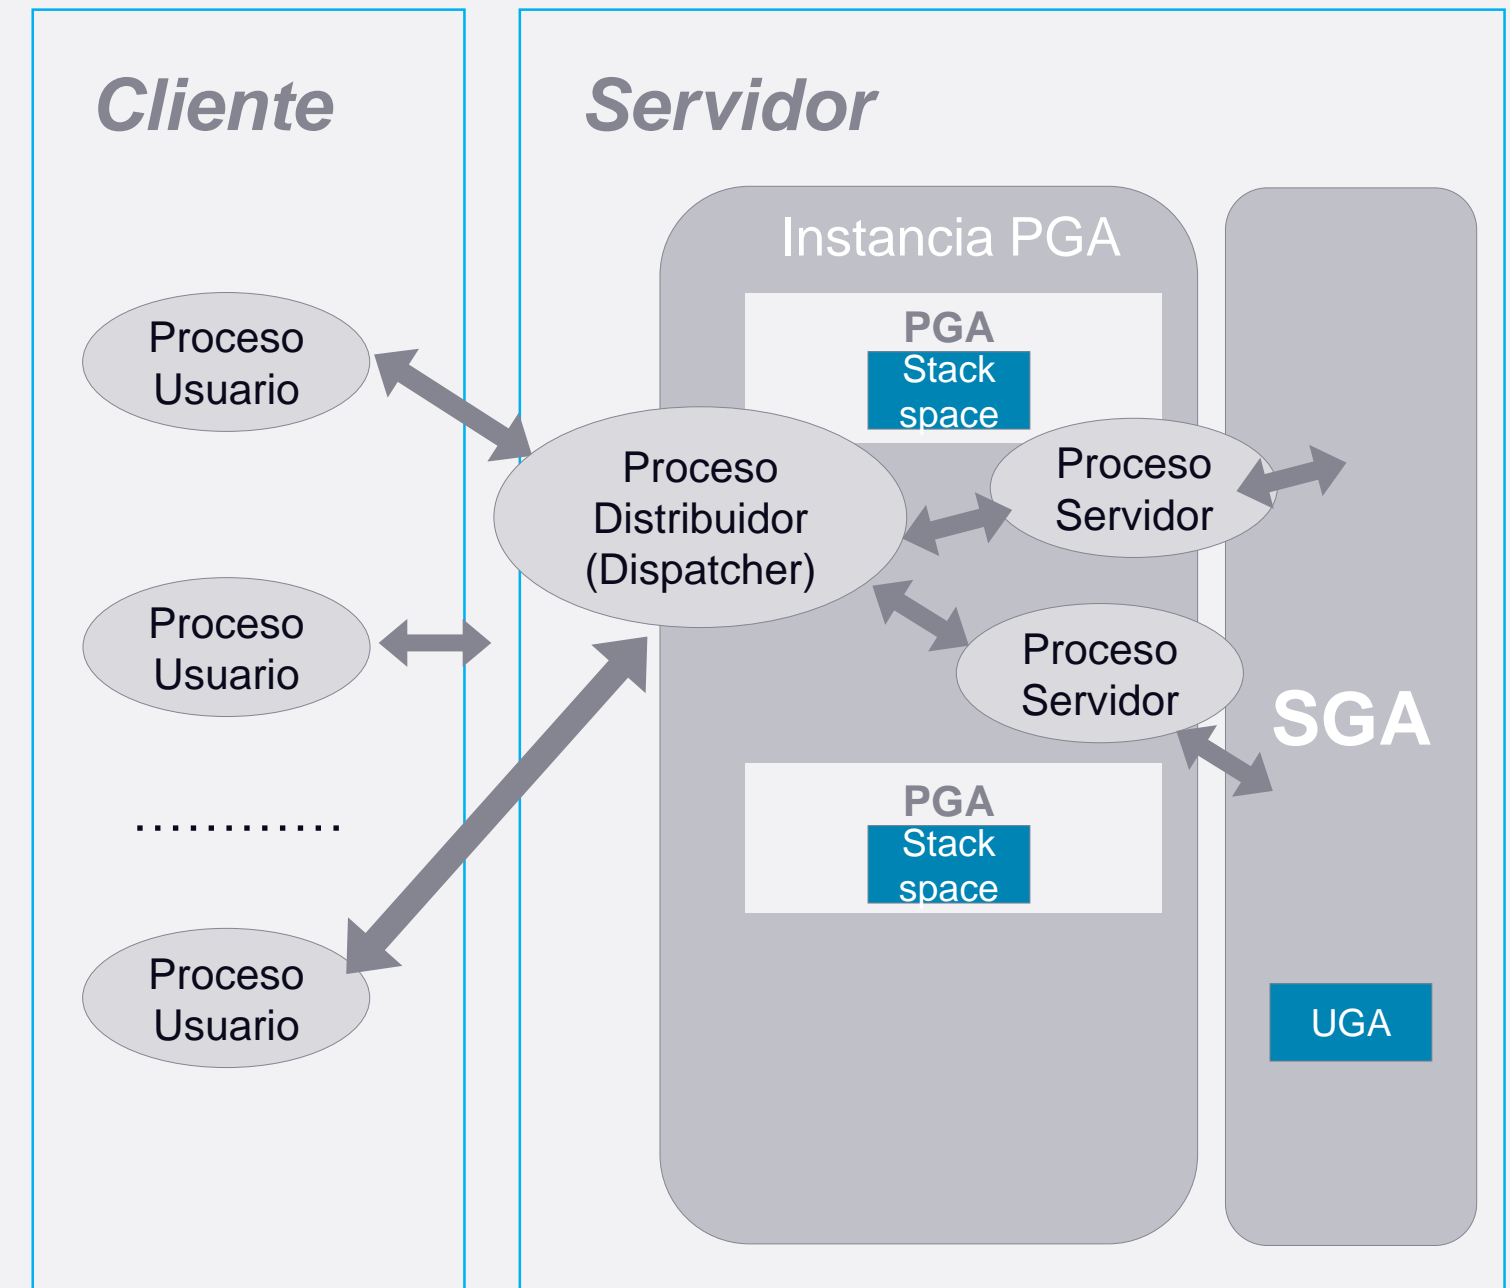 Cliente
Servidor
Instancia PGA
PGA
Stack
space
Proceso
Usuario
Proceso
Distribuidor
(Dispatcher)
Proceso
Servidor
Proceso
Usuario
Proceso
Servidor
SGA
PGA
Stack
space
............
Proceso
Usuario
UGA